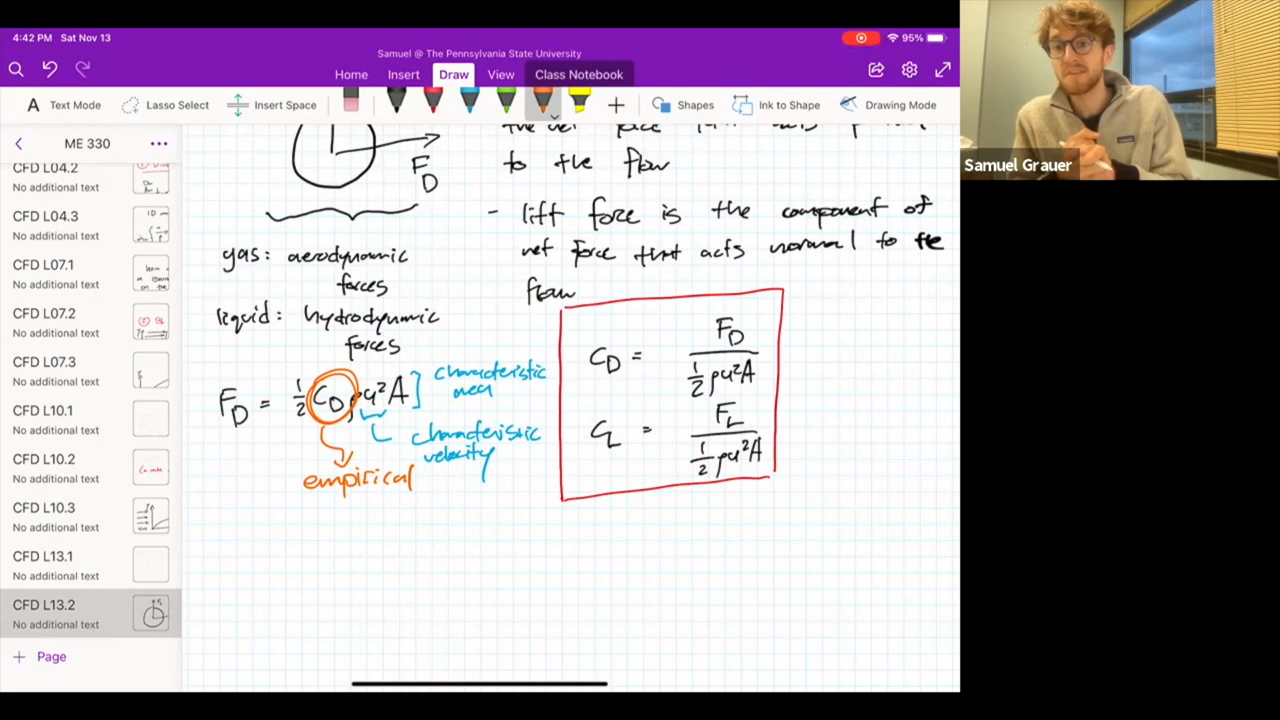 4:42 PM Sat Nov 13
95%
Samuel @ The Pennsylvania State University
Home Insert Draw View Class Notebook
A Text Mode Lasso Select Insert Space Shapes Ink to Shape Drawing Mode
ME 330
CFD L04.2
No additional text
CFD L04.3
No additional text
CFD L07.1
No additional text
CFD L07.2
No additional text
CFD L07.3
No additional text
CFD L10.1
No additional text
CFD L10.2
No additional text
CFD L10.3
No additional text
CFD L13.1
No additional text
CFD L13.2
No additional text
+ Page
F_D
the net force that acts
to the flow
- lift force is the component of
net force that acts normal to the
flow
gas: aerodynamic
forces
liquid: hydrodynamic
forces
F_D = 1/2 C_D ρu²A
characteristic
area
characteristic
velocity
empirical
C_D = F_D / (1/2 ρu²A)
C_L = F_L / (1/2 ρu²A)
Samuel Grauer